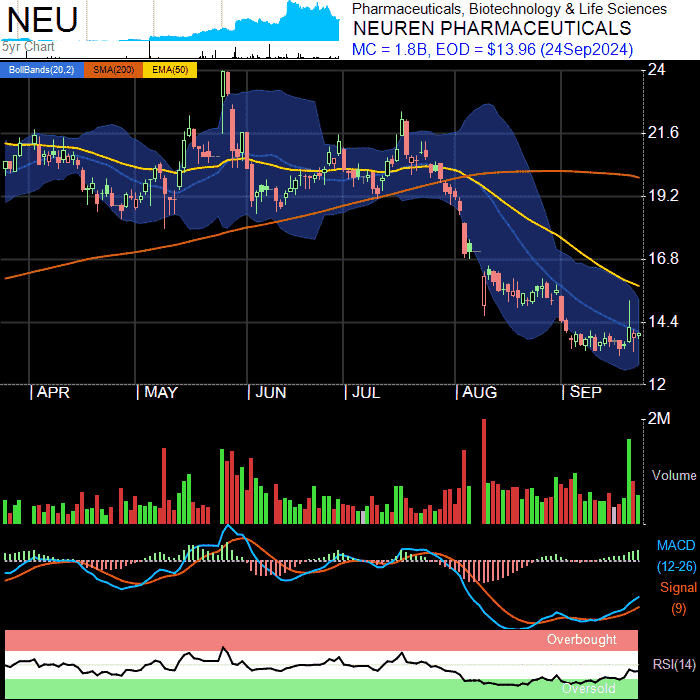 NEU
Pharmaceuticals, Biotechnology & Life Sciences
NEUREN PHARMACEUTICALS
5yr Chart
MC = 1.8B, EOD = $13.96 (24Sep2024)
BollBands(20,2) SMA(200) EMA(50)
24
21.6
19.2
16.8
14.4
12
APR MAY JUN JUL AUG SEP
2M
Volume
MACD
(12-26)
Signal
(9)
Overbought
RSI(14)
Oversold